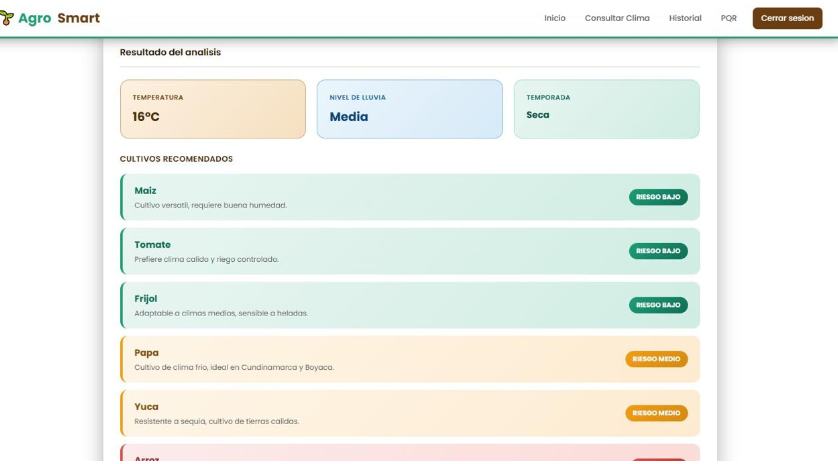 Agro Smart
Inicio Consultar Clima Historial PQR Cerrar sesion
Resultado del analisis
TEMPERATURA
16°C
NIVEL DE LLUVIA
Media
TEMPORADA
Seca
CULTIVOS RECOMENDADOS
Maiz
Cultivo versatil, requiere buena humedad.
RIESGO BAJO
Tomate
Prefiere clima calido y riego controlado.
RIESGO BAJO
Frijol
Adaptable a climas medios, sensible a heladas.
RIESGO BAJO
Papa
Cultivo de clima frio, ideal en Cundinamarca y Boyaca.
RIESGO MEDIO
Yuca
Resistente a sequia, cultivo de tierras calidas.
RIESGO MEDIO
Arroz